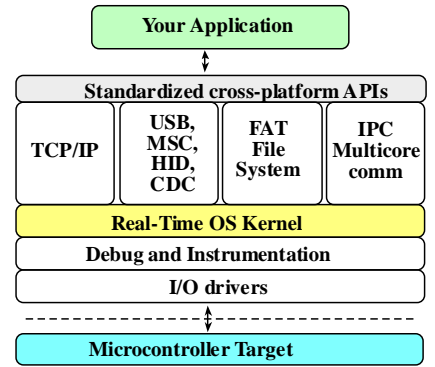 Your Application
Standardized cross-platform APIs
TCP/IP
USB,
MSC,
HID,
CDC
FAT
File
System
IPC
Multicore
comm
Real-Time OS Kernel
Debug and Instrumentation
I/O drivers
Microcontroller Target